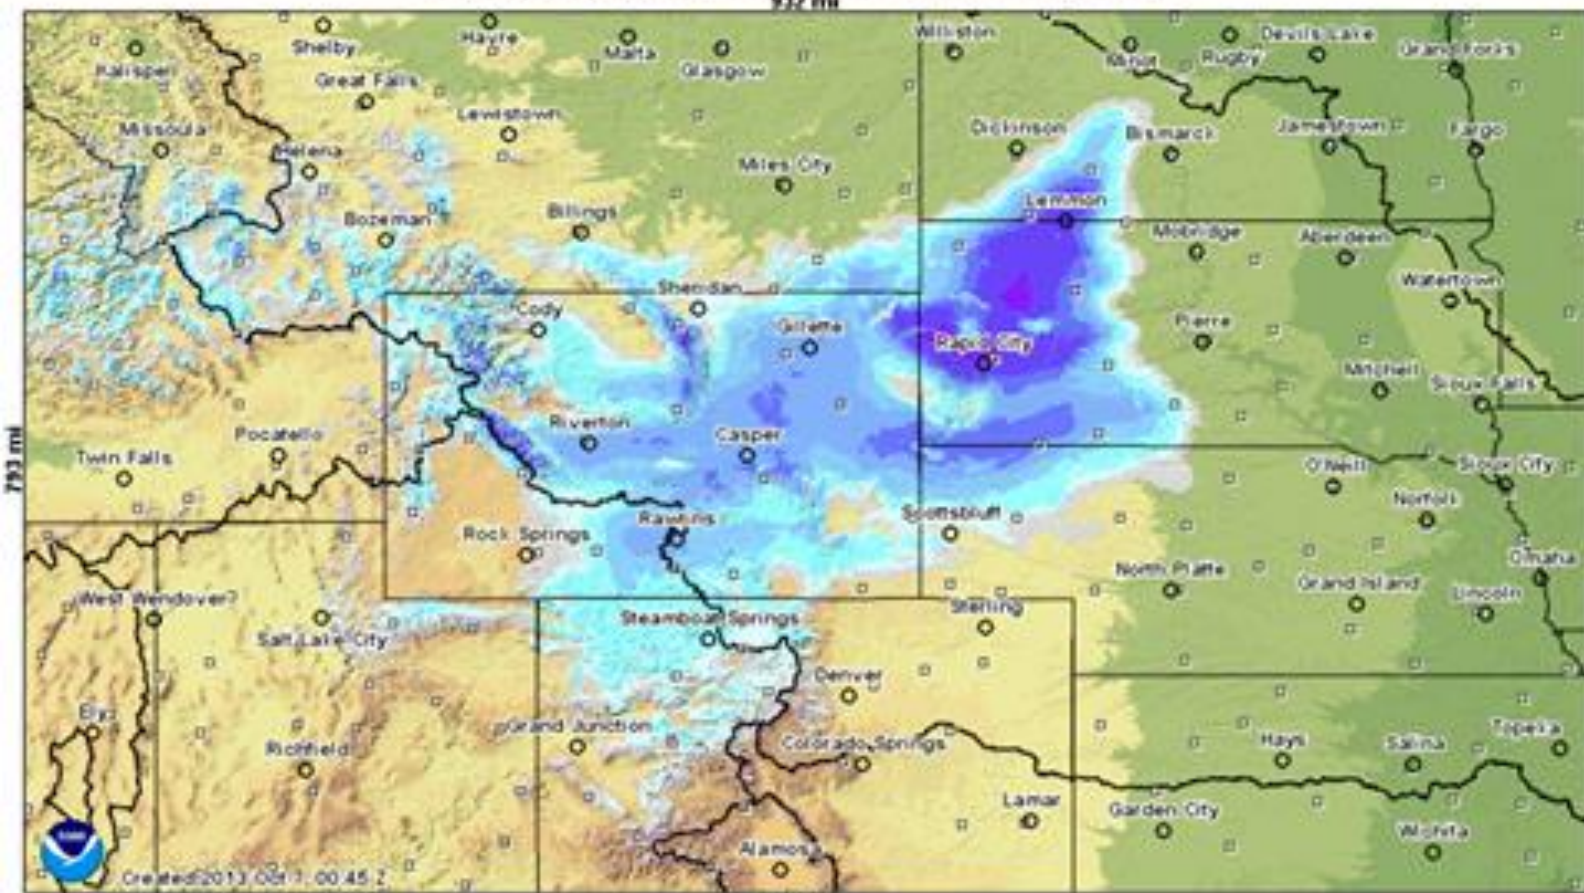 932 mi
Kalispell
Shelby
Havre
Malta
Glasgow
Williston
Minot
Rugby
Devils Lake
Grand Forks
Great Falls
Lewistown
Missoula
Helena
Miles City
Dickinson
Bismarck
Jamestown
Fargo
Bozeman
Billings
Lemmon
Mobridge
Aberdeen
Watertown
Cody
Sheridan
Gillette
Rapid City
Pierre
Mitchell
Sioux Falls
793 mi
Twin Falls
Pocatello
Riverton
Casper
O'Neill
Sioux City
Norfolk
Rock Springs
Rawlins
Scottsbluff
North Platte
Grand Island
Omaha
Lincoln
West Wendover?
Salt Lake City
Steamboat Springs
Sterling
Denver
Ely
Richfield
Grand Junction
Colorado Springs
Hays
Salina
Topeka
Lamar
Garden City
Wichita
Alamosa
Created 2013 Oct 7, 00:45 Z